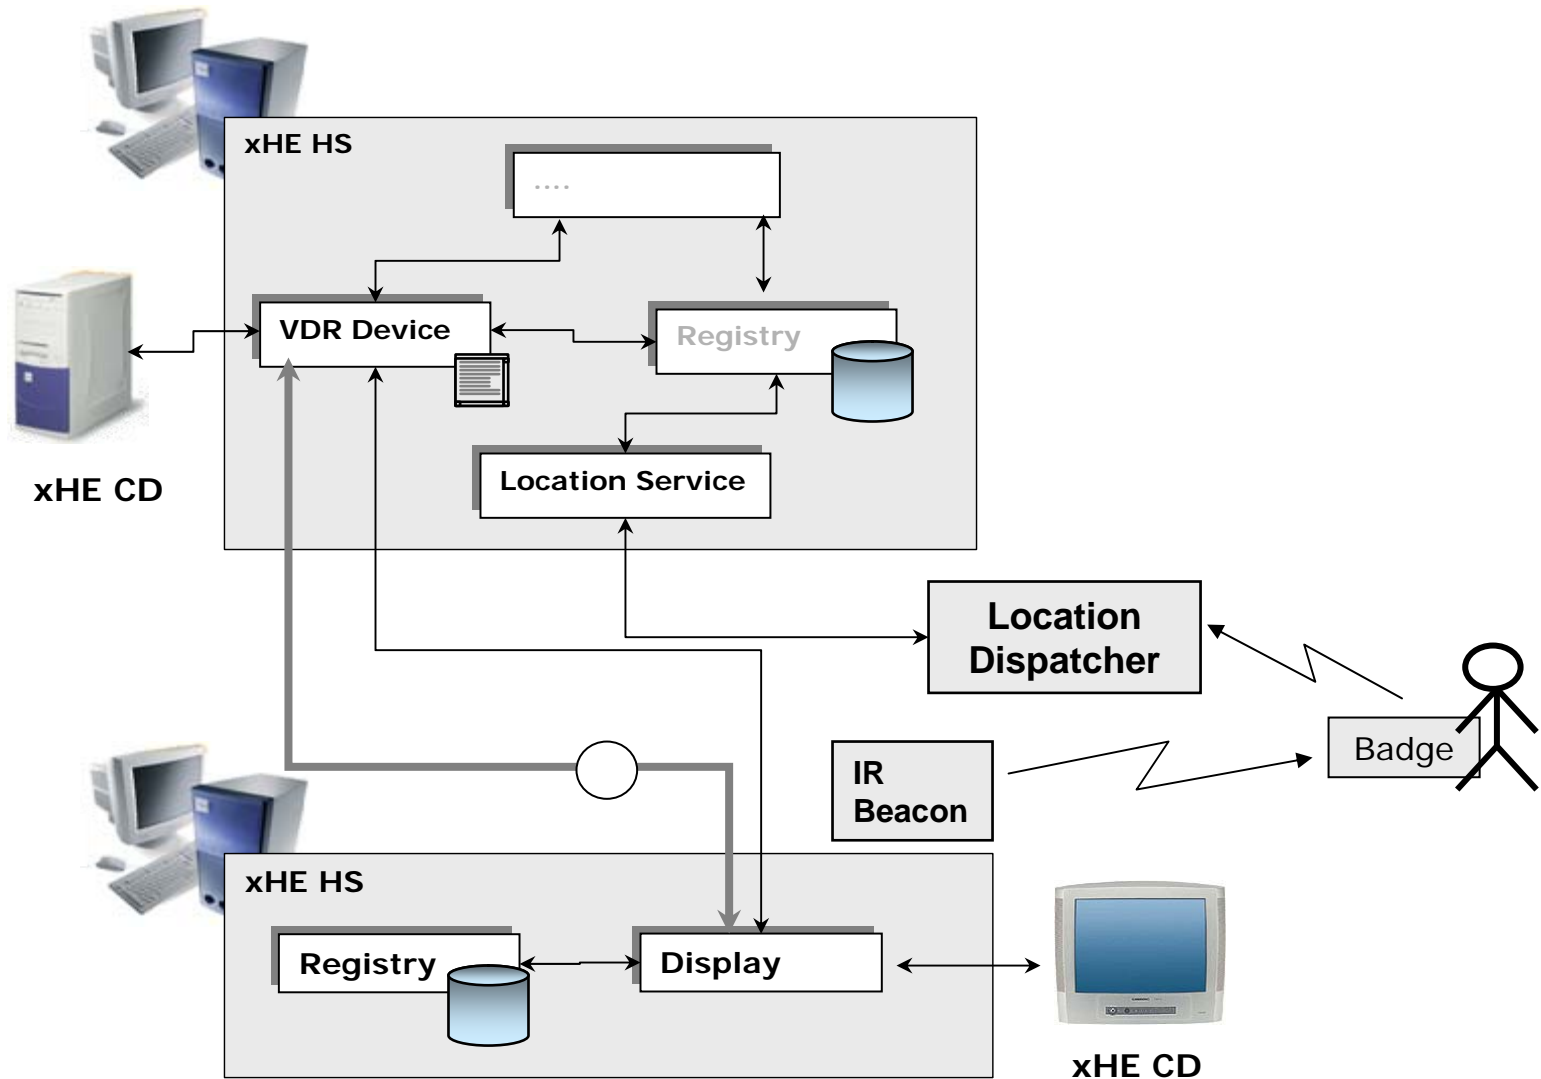 xHE HS
....
VDR Device
Registry
Location Service
xHE CD
Location
Dispatcher
Badge
IR
Beacon
xHE HS
Registry
Display
xHE CD